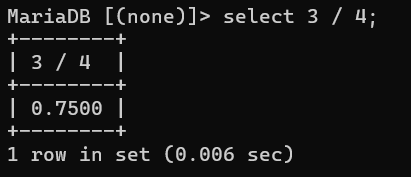 MariaDB [(none)]> select 3 / 4;
+--------+
| 3 / 4  |
+--------+
| 0.7500 |
+--------+
1 row in set (0.006 sec)